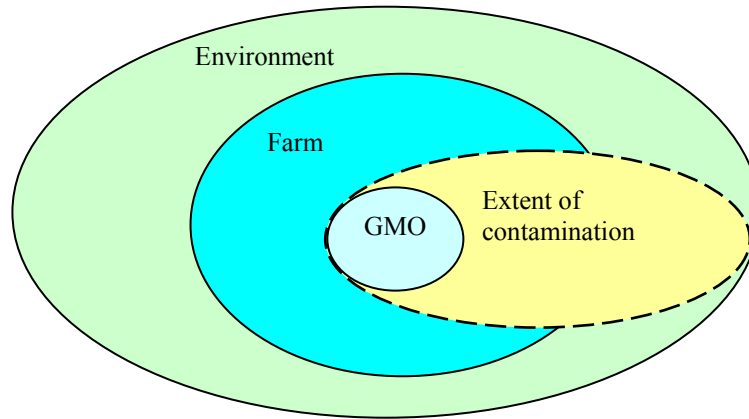 Environment
Farm
GMO
Extent of
contamination